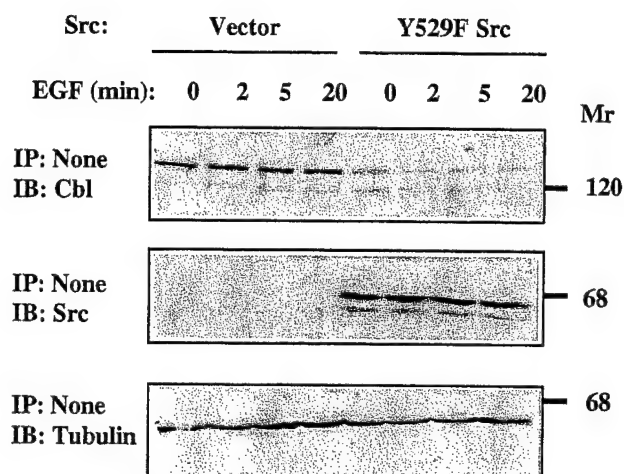 Src: Vector Y529F Src
EGF (min): 0 2 5 20 0 2 5 20
Mr
IP: None
IB: Cbl
120
IP: None
IB: Src
68
IP: None
IB: Tubulin
68